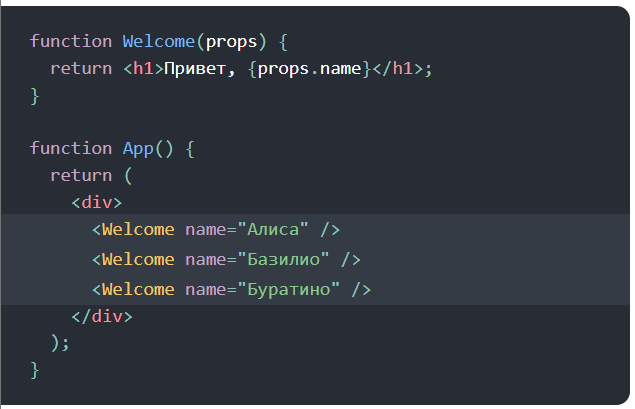 function Welcome(props) {
  return <h1>Привет, {props.name}</h1>;
}

function App() {
  return (
    <div>
      <Welcome name="Алиса" />
      <Welcome name="Базилио" />
      <Welcome name="Буратино" />
    </div>
  );
}